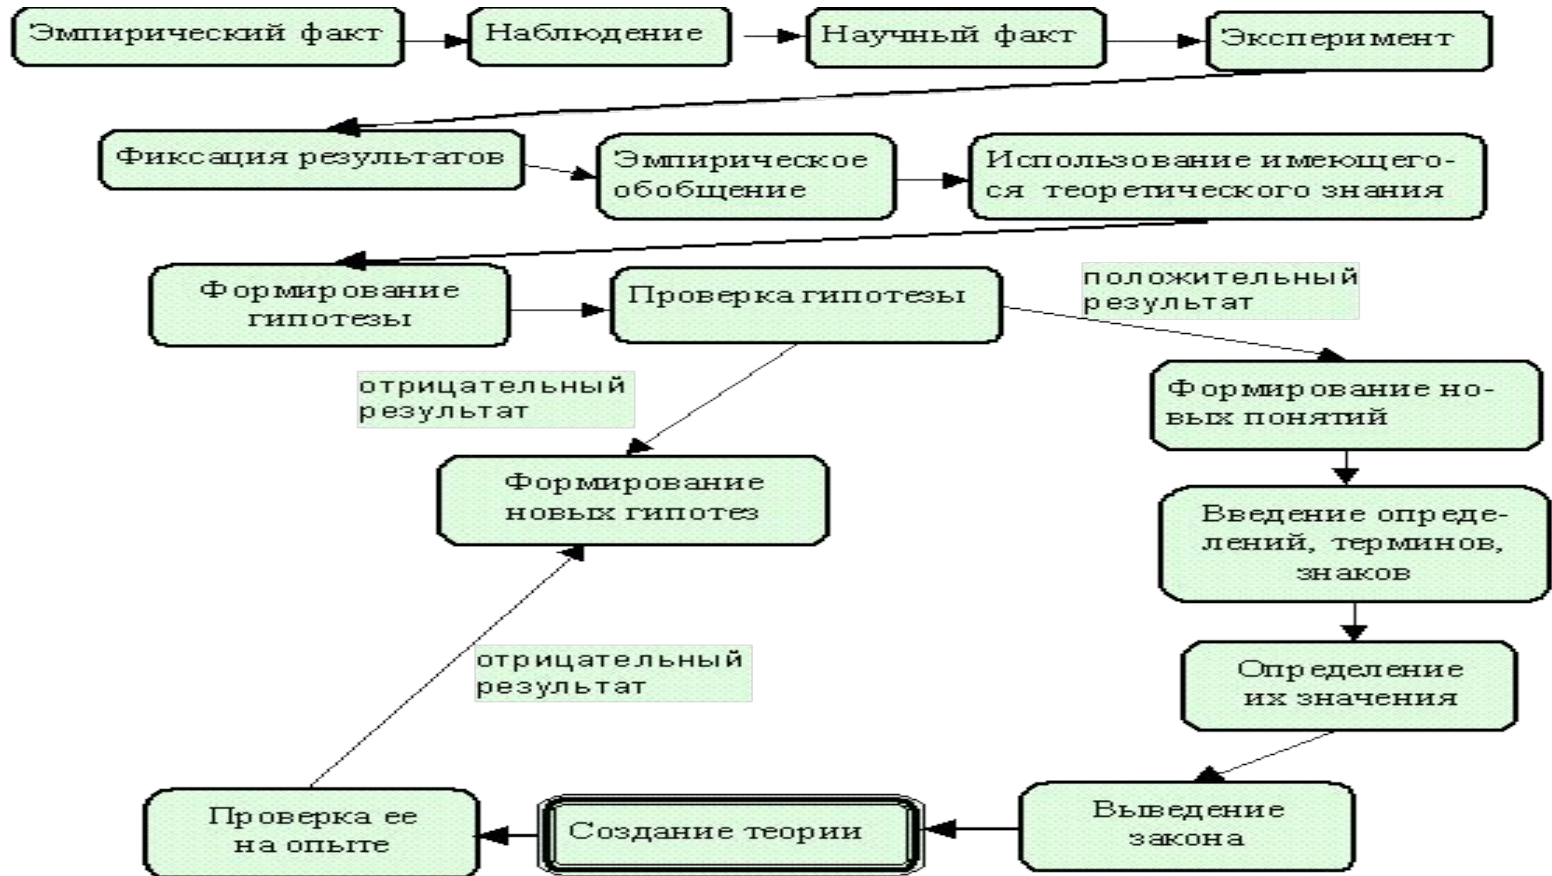 Эмпирический факт
Наблюдение
Научный факт
Эксперимент
Фиксация результатов
Эмпирическое
обобщение
Использование имеющего-
ся теоретического знания
Формирование
гипотезы
Проверка гипотезы
положительный
результат
отрицательный
результат
Формирование но-
вых понятий
Формирование
новых гипотез
Введение опреде-
лений, терминов,
знаков
отрицательный
результат
Определение
их значения
Проверка ее
на опыте
Создание теории
Выведение
закона